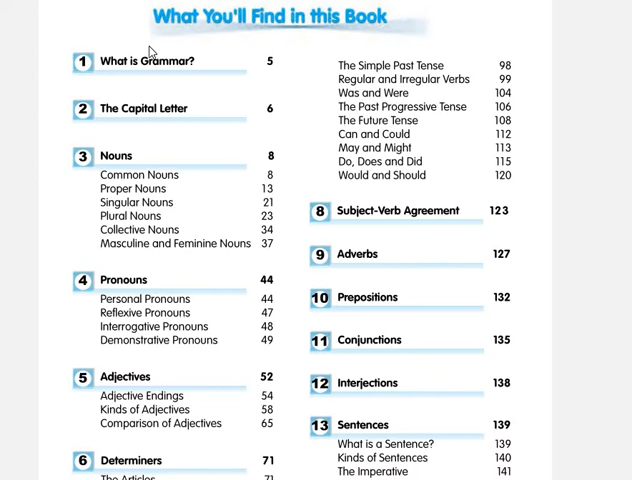 What You'll Find in this Book
1 What is Grammar? 5
2 The Capital Letter 6
3 Nouns 8
Common Nouns 8
Proper Nouns 13
Singular Nouns 21
Plural Nouns 23
Collective Nouns 34
Masculine and Feminine Nouns 37
4 Pronouns 44
Personal Pronouns 44
Reflexive Pronouns 47
Interrogative Pronouns 48
Demonstrative Pronouns 49
5 Adjectives 52
Adjective Endings 54
Kinds of Adjectives 58
Comparison of Adjectives 65
6 Determiners 71
The Articles 71
The Simple Past Tense 98
Regular and Irregular Verbs 99
Was and Were 104
The Past Progressive Tense 106
The Future Tense 108
Can and Could 112
May and Might 113
Do, Does and Did 115
Would and Should 120
8 Subject-Verb Agreement 123
9 Adverbs 127
10 Prepositions 132
11 Conjunctions 135
12 Interjections 138
13 Sentences 139
What is a Sentence? 139
Kinds of Sentences 140
The Imperative 141